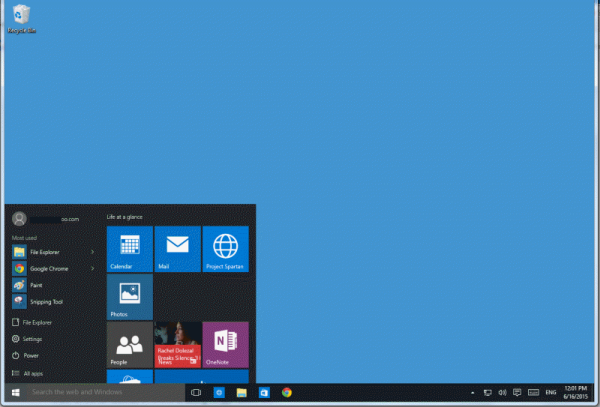 Recycle Bin
oo.com
Life at a glance
Most used
File Explorer
Google Chrome
Paint
Snipping Tool
File Explorer
Settings
Power
All apps
Calendar
Mail
Project Spartan
Photos
People
Rachel Dolezal
Breaks Silence
News
OneNote
Search the web and Windows
ENG
12:01 PM
6/16/2015